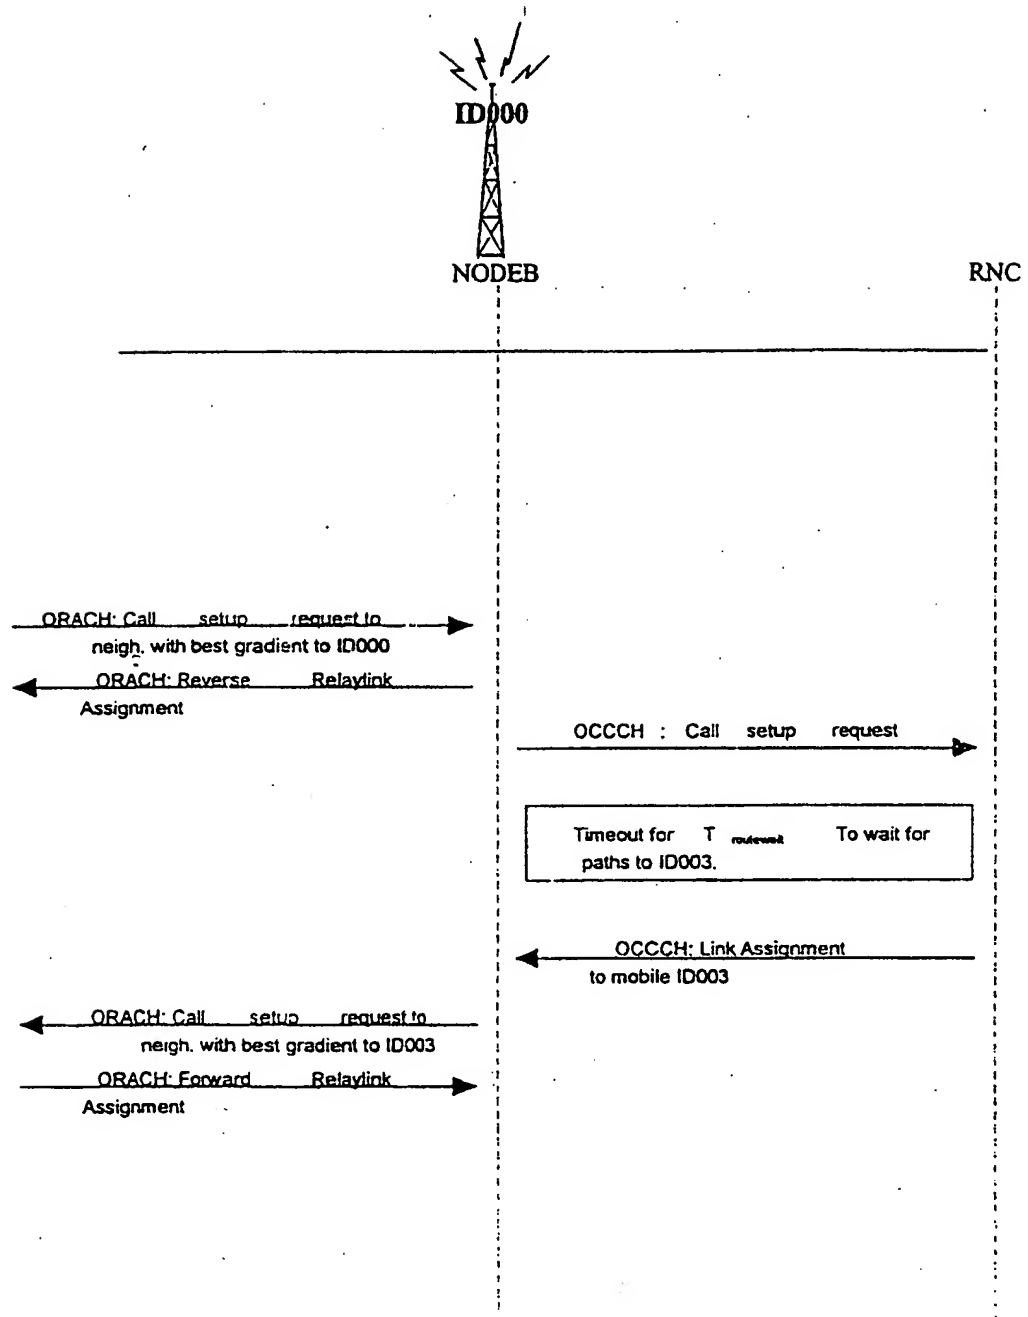 ID000
NODEB
RNC
ORACH: Call setup request to
neigh. with best gradient to ID000
ORACH: Reverse Relaylink
Assignment
OCCCH : Call setup request
Timeout for T routewait To wait for
paths to ID003.
OCCCH: Link Assignment
to mobile ID003
ORACH: Call setup request to
neigh. with best gradient to ID003
ORACH: Forward Relaylink
Assignment